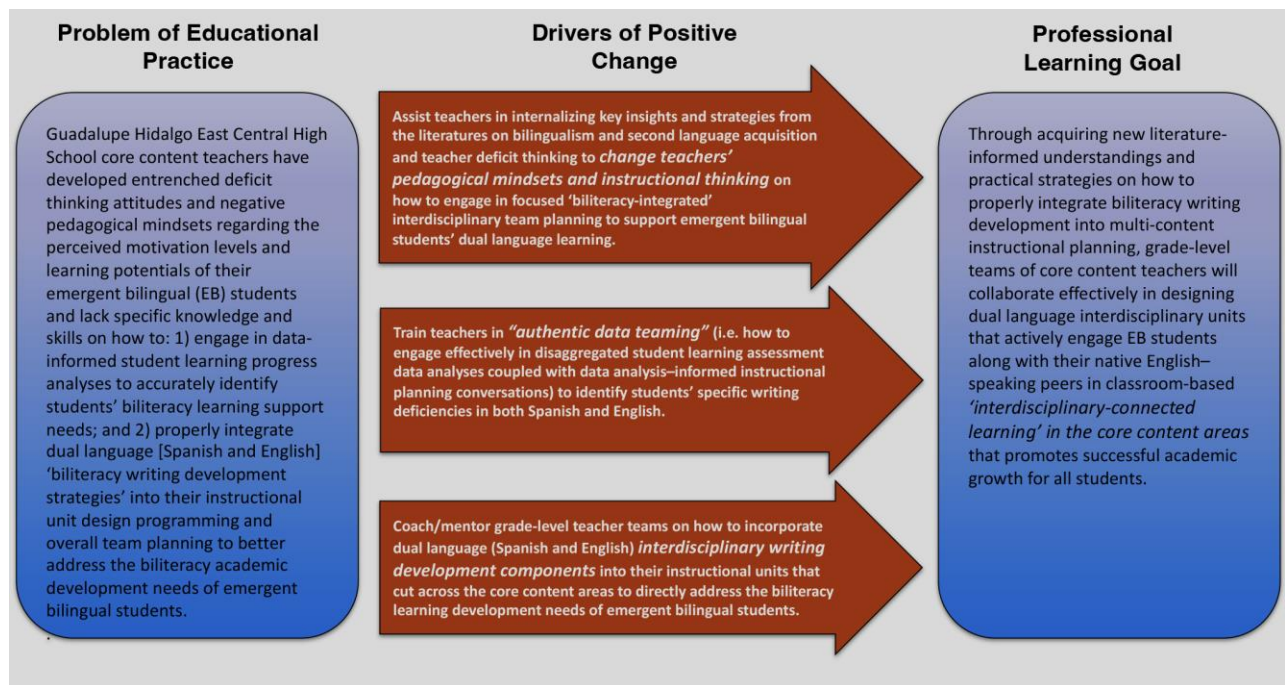 Problem of Educational
Practice
Guadalupe Hidalgo East Central High
School core content teachers have
developed entrenched deficit
thinking attitudes and negative
pedagogical mindsets regarding the
perceived motivation levels and
learning potentials of their
emergent bilingual (EB) students
and lack specific knowledge and
skills on how to: 1) engage in data-
informed student learning progress
analyses to accurately identify
students’ biliteracy learning support
needs; and 2) properly integrate
dual language [Spanish and English]
‘biliteracy writing development
strategies’ into their instructional
unit design programming and
overall team planning to better
address the biliteracy academic
development needs of emergent
bilingual students.
.
Drivers of Positive
Change
Assist teachers in internalizing key insights and strategies from
the literatures on bilingualism and second language acquisition
and teacher deficit thinking to change teachers’
pedagogical mindsets and instructional thinking on
how to engage in focused ‘biliteracy-integrated’
interdisciplinary team planning to support emergent bilingual
students’ dual language learning.
Train teachers in “authentic data teaming” (i.e. how to
engage effectively in disaggregated student learning assessment
data analyses coupled with data analysis–informed instructional
planning conversations) to identify students’ specific writing
deficiencies in both Spanish and English.
Coach/mentor grade-level teacher teams on how to incorporate
dual language (Spanish and English) interdisciplinary writing
development components into their instructional units that
cut across the core content areas to directly address the biliteracy
learning development needs of emergent bilingual students.
Professional
Learning Goal
Through acquiring new literature-
informed understandings and
practical strategies on how to
properly integrate biliteracy writing
development into multi-content
instructional planning, grade-level
teams of core content teachers will
collaborate effectively in designing
dual language interdisciplinary units
that actively engage EB students
along with their native English–
speaking peers in classroom-based
‘interdisciplinary-connected
learning’ in the core content areas
that promotes successful academic
growth for all students.